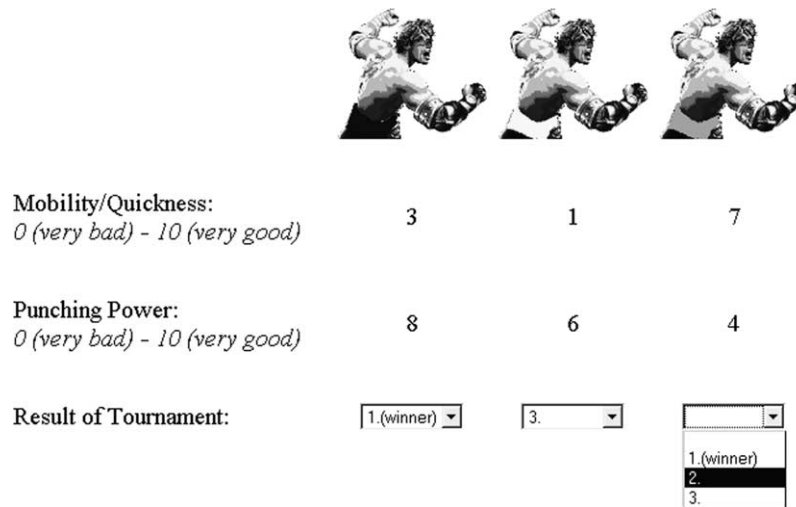 Mobility/Quickness:
0 (very bad) - 10 (very good)
3 1 7
Punching Power:
0 (very bad) - 10 (very good)
8 6 4
Result of Tournament:
1.(winner) 3.
1.(winner)
2.
3.